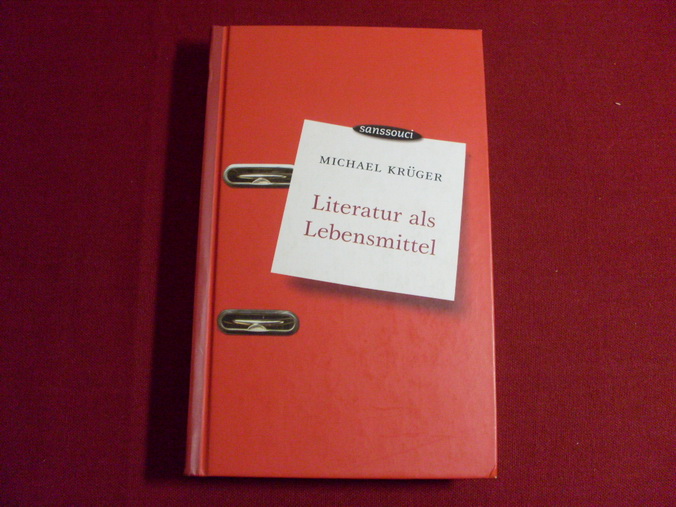 sanssouci
MICHAEL KRÜGER
Literatur als
Lebensmittel